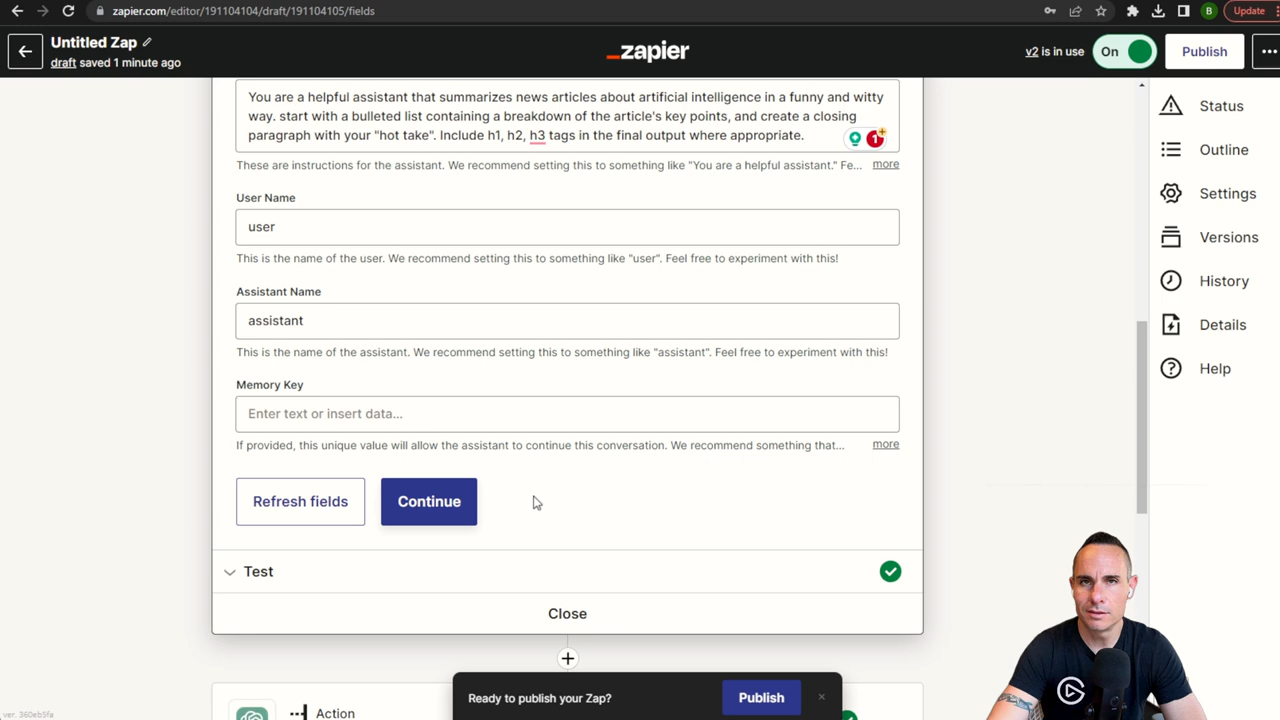 zapier.com/editor/191104104/draft/191104105/fields
B
Update
Untitled Zap
draft saved 1 minute ago
_zapier
v2 is in use
On
Publish
You are a helpful assistant that summarizes news articles about artificial intelligence in a funny and witty
way. start with a bulleted list containing a breakdown of the article's key points, and create a closing
paragraph with your "hot take". Include h1, h2, h3 tags in the final output where appropriate.
1
These are instructions for the assistant. We recommend setting this to something like "You are a helpful assistant." Fe...
more
User Name
user
This is the name of the user. We recommend setting this to something like "user". Feel free to experiment with this!
Assistant Name
assistant
This is the name of the assistant. We recommend setting this to something like "assistant". Feel free to experiment with this!
Memory Key
Enter text or insert data...
If provided, this unique value will allow the assistant to continue this conversation. We recommend something that...
more
Refresh fields
Continue
Test
Close
Action
Ready to publish your Zap?
Publish
Status
Outline
Settings
Versions
History
Details
Help
ver. 360eb5fa